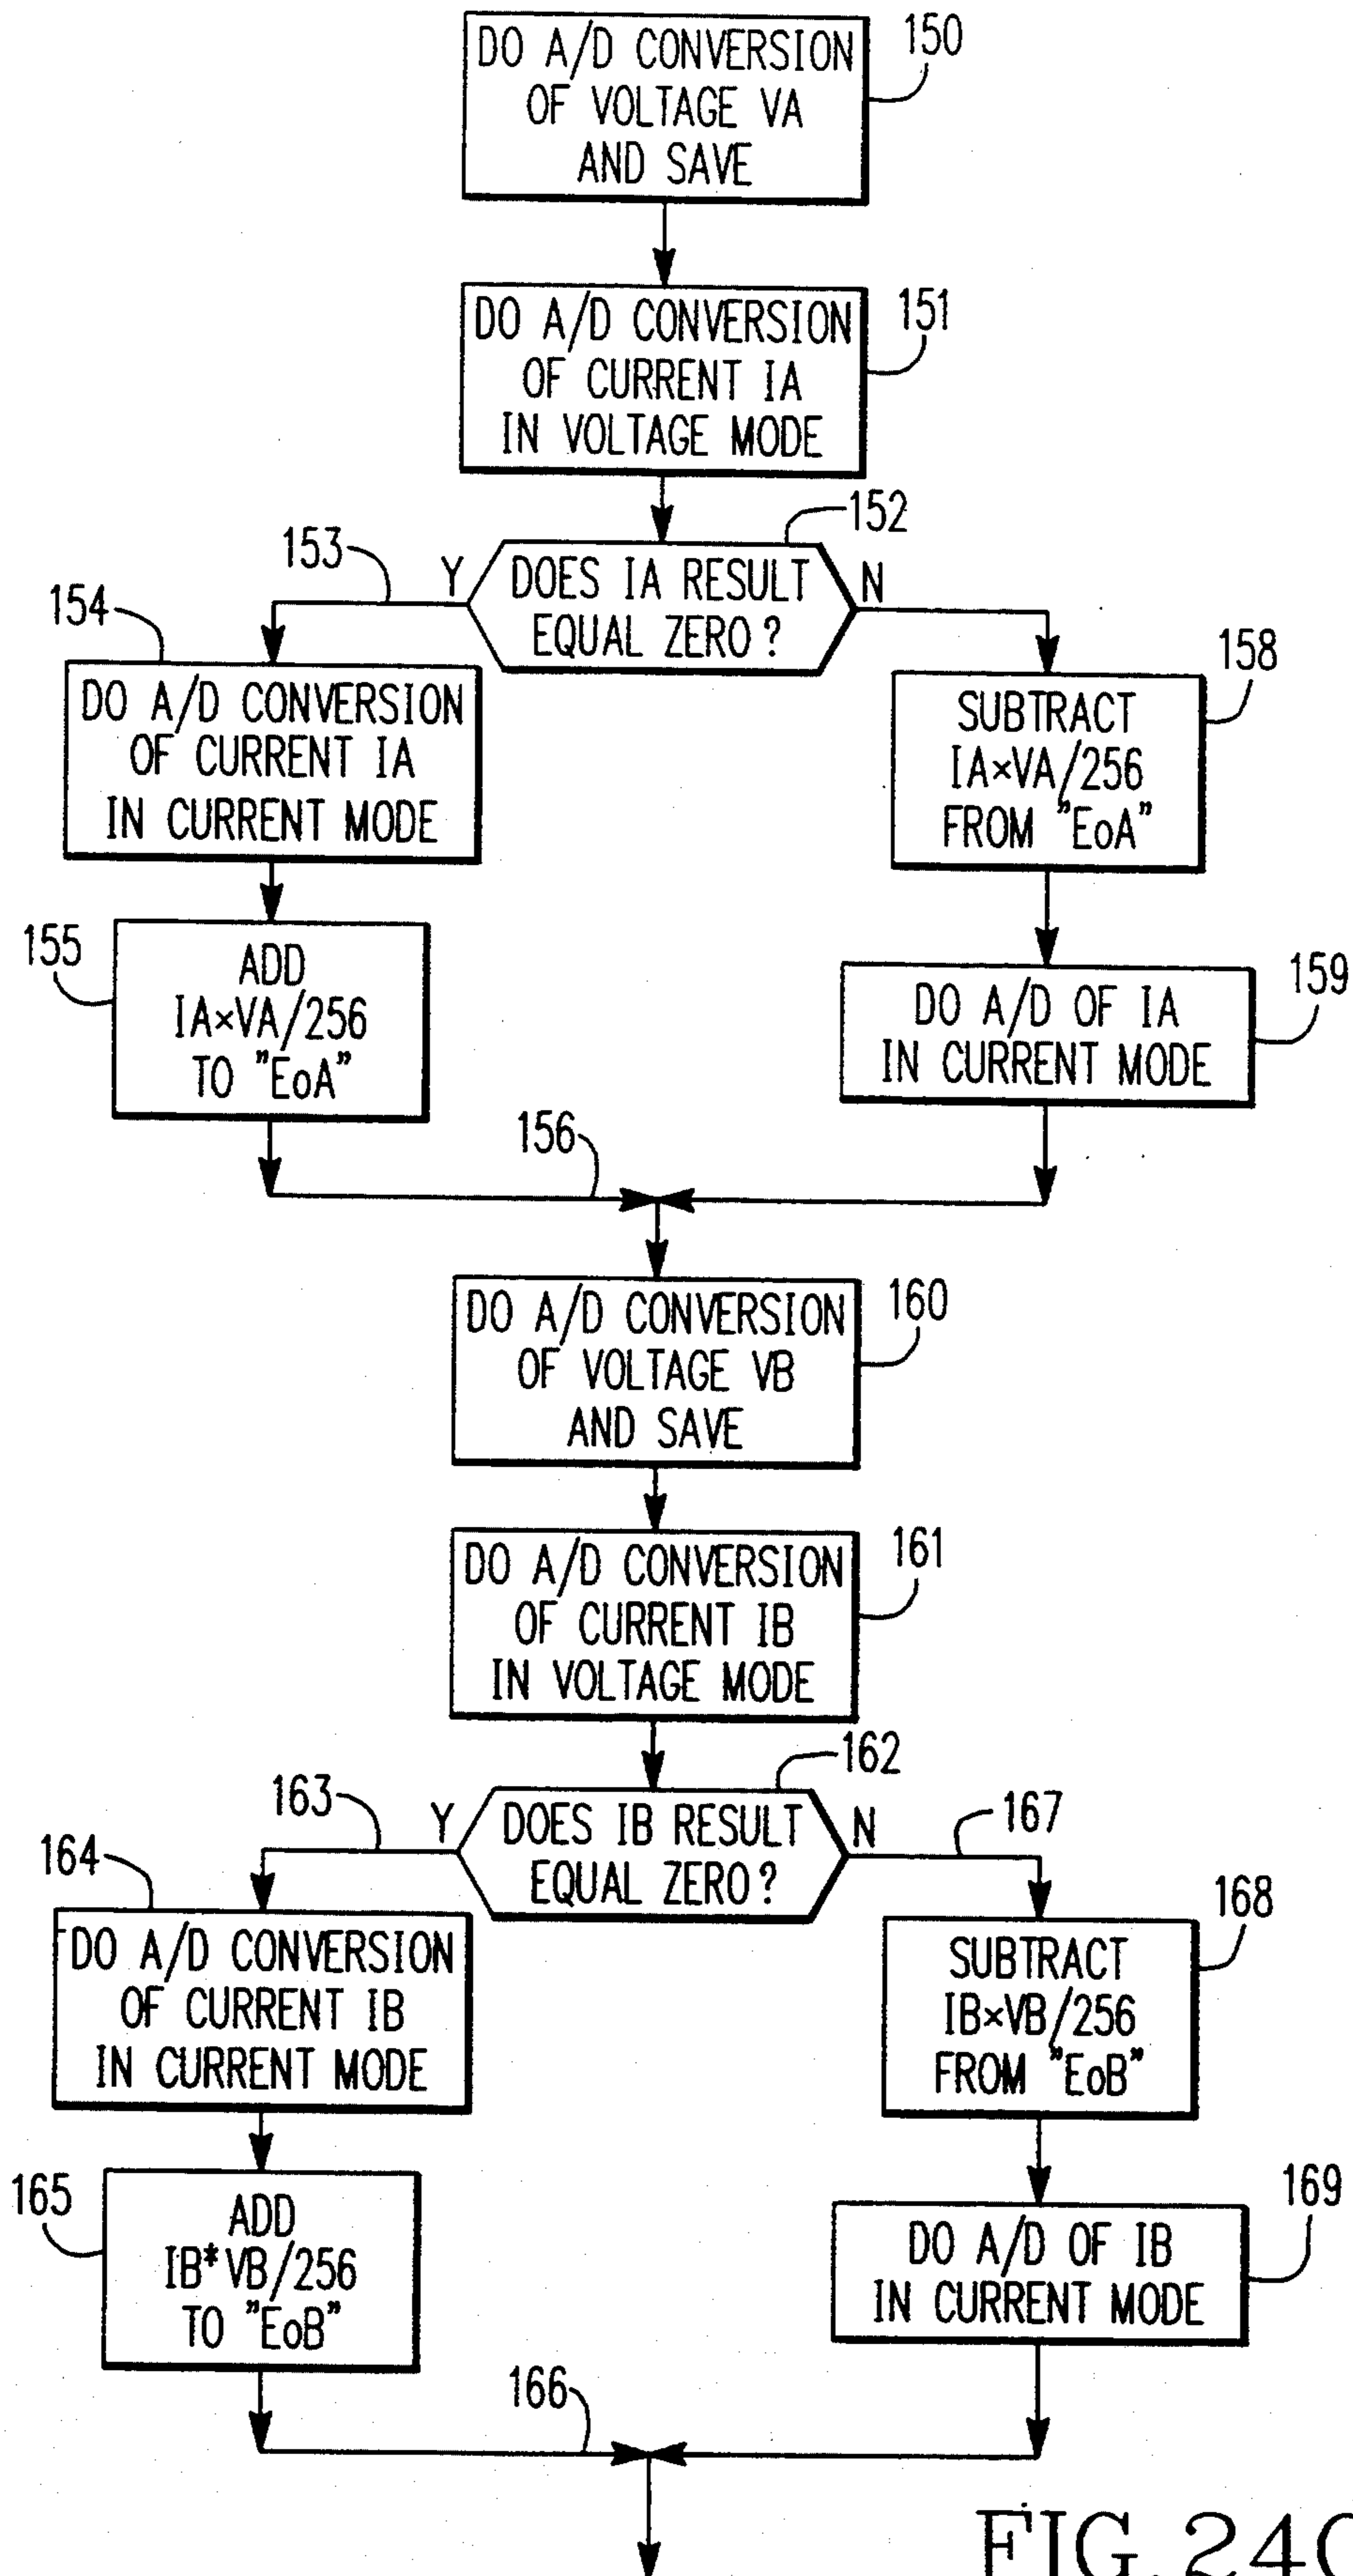 DO A/D CONVERSION
OF VOLTAGE VA
AND SAVE
150
DO A/D CONVERSION
OF CURRENT IA
IN VOLTAGE MODE
151
152
153
Y
DOES IA RESULT
EQUAL ZERO?
N
154
DO A/D CONVERSION
OF CURRENT IA
IN CURRENT MODE
158
SUBTRACT
IA×VA/256
FROM "EoA"
155
ADD
IA×VA/256
TO "EoA"
159
DO A/D OF IA
IN CURRENT MODE
156
DO A/D CONVERSION
OF VOLTAGE VB
AND SAVE
160
DO A/D CONVERSION
OF CURRENT IB
IN VOLTAGE MODE
161
162
163
Y
DOES IB RESULT
EQUAL ZERO?
N
167
164
DO A/D CONVERSION
OF CURRENT IB
IN CURRENT MODE
168
SUBTRACT
IB×VB/256
FROM "EoB"
165
ADD
IB*VB/256
TO "EoB"
169
DO A/D OF IB
IN CURRENT MODE
166
FIG.24